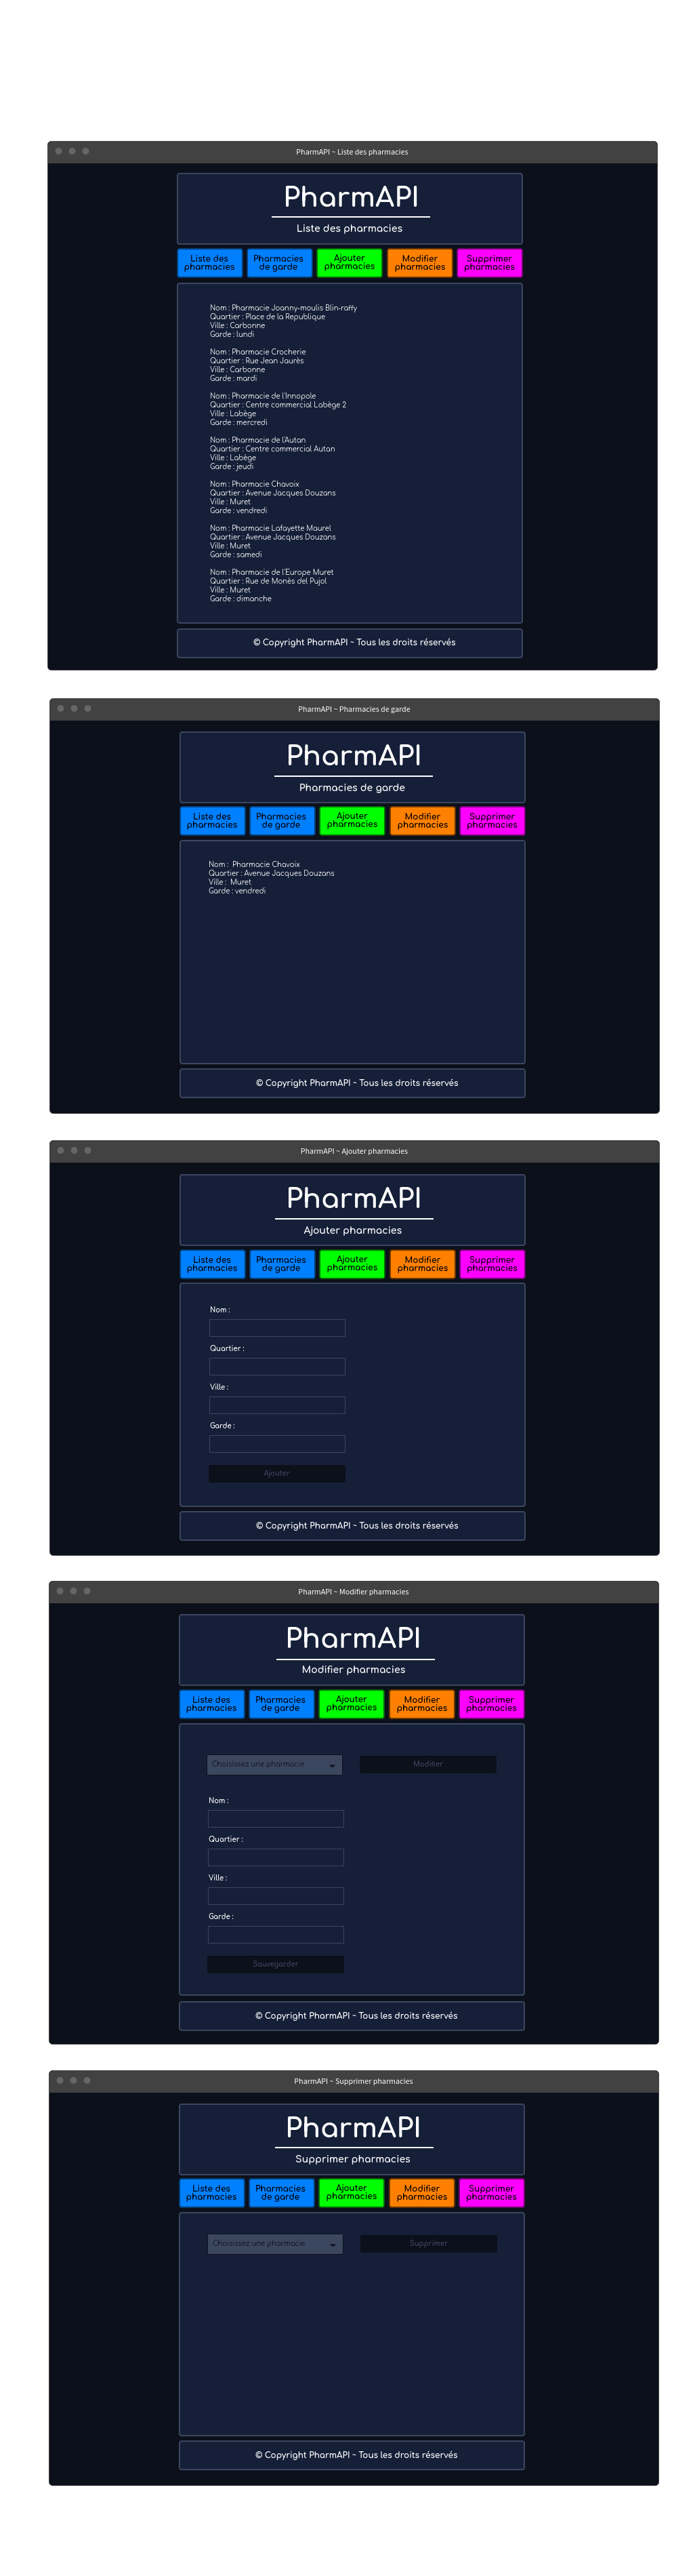 PharmAPI ~ Liste des pharmacies
PharmAPI
Liste des pharmacies
Liste des
pharmacies
Pharmacies
de garde
Ajouter
pharmacies
Modifier
pharmacies
Supprimer
pharmacies
Nom : Pharmacie Joanny-moulis Blin-raffy
Quartier : Place de la Republique
Ville : Carbonne
Garde : lundi
Nom : Pharmacie Crocherie
Quartier : Rue Jean Jaurès
Ville : Carbonne
Garde : mardi
Nom : Pharmacie de l'Innopole
Quartier : Centre commercial Labège 2
Ville : Labège
Garde : mercredi
Nom : Pharmacie de l'Autan
Quartier : Centre commercial Autan
Ville : Labège
Garde : jeudi
Nom : Pharmacie Chavoix
Quartier : Avenue Jacques Douzans
Ville : Muret
Garde : vendredi
Nom : Pharmacie Lafayette Maurel
Quartier : Avenue Jacques Douzans
Ville : Muret
Garde : samedi
Nom : Pharmacie de l'Europe Muret
Quartier : Rue de Monès del Pujol
Ville : Muret
Garde : dimanche
© Copyright PharmAPI ~ Tous les droits réservés
PharmAPI ~ Pharmacies de garde
PharmAPI
Pharmacies de garde
Liste des
pharmacies
Pharmacies
de garde
Ajouter
pharmacies
Modifier
pharmacies
Supprimer
pharmacies
Nom : Pharmacie Chavoix
Quartier : Avenue Jacques Douzans
Ville : Muret
Garde : vendredi
© Copyright PharmAPI ~ Tous les droits réservés
PharmAPI ~ Ajouter pharmacies
PharmAPI
Ajouter pharmacies
Liste des
pharmacies
Pharmacies
de garde
Ajouter
pharmacies
Modifier
pharmacies
Supprimer
pharmacies
Nom :
Quartier :
Ville :
Garde :
Ajouter
© Copyright PharmAPI ~ Tous les droits réservés
PharmAPI ~ Modifier pharmacies
PharmAPI
Modifier pharmacies
Liste des
pharmacies
Pharmacies
de garde
Ajouter
pharmacies
Modifier
pharmacies
Supprimer
pharmacies
Choisissez une pharmacie
Modifier
Nom :
Quartier :
Ville :
Garde :
Sauvegarder
© Copyright PharmAPI ~ Tous les droits réservés
PharmAPI ~ Supprimer pharmacies
PharmAPI
Supprimer pharmacies
Liste des
pharmacies
Pharmacies
de garde
Ajouter
pharmacies
Modifier
pharmacies
Supprimer
pharmacies
Choisissez une pharmacie
Supprimer
© Copyright PharmAPI ~ Tous les droits réservés